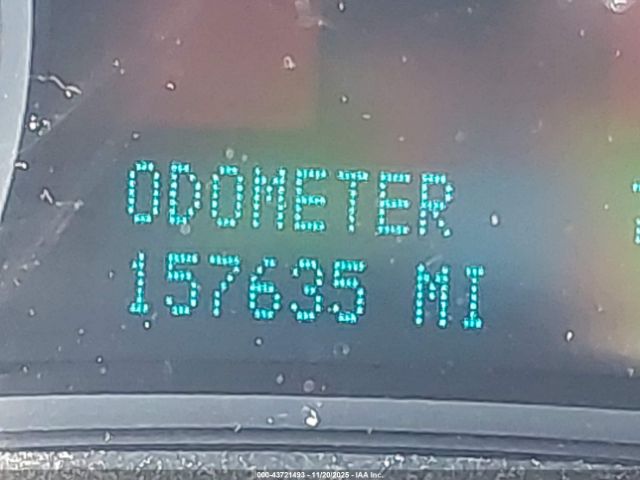 ODOMETER
157635 MI
000-43721493 - 11/20/2025 - IAA Inc.